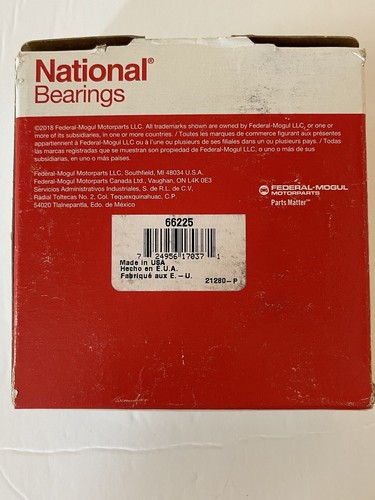 National®
Bearings
©2018 Federal-Mogul Motorparts LLC. All trademarks shown are owned by Federal-Mogul LLC, or one or
more of its subsidiaries, in one or more countries. / Toutes les marques de commerce figurant aux présentes
appartiennent à Federal-Mogul LLC ou à l'une ou plusieurs de ses filiales dans un ou plusieurs pays. / Todas
las marcas registradas que se muestran son propiedad de Federal-Mogul LLC, o uno o más de sus
subsidiarias, en uno o más países.
Federal-Mogul Motorparts LLC, Southfield, MI 48034 U.S.A.
Federal-Mogul Motorparts Canada Ltd., Vaughan, ON L4K 0E3
Servicios Administrativos Industriales, S. de R.L. de C.V,
Radial Toltecas No. 2, Col. Tequexquinahuac, C.P.
54020 Tlalnepantla, Edo. de México
FEDERAL-MOGUL
MOTORPARTS
Parts Matter™
66225
7 24956 17037 1
Made in USA
Hecho en E.U.A.
Fabriqué aux E.-U.
21280-P